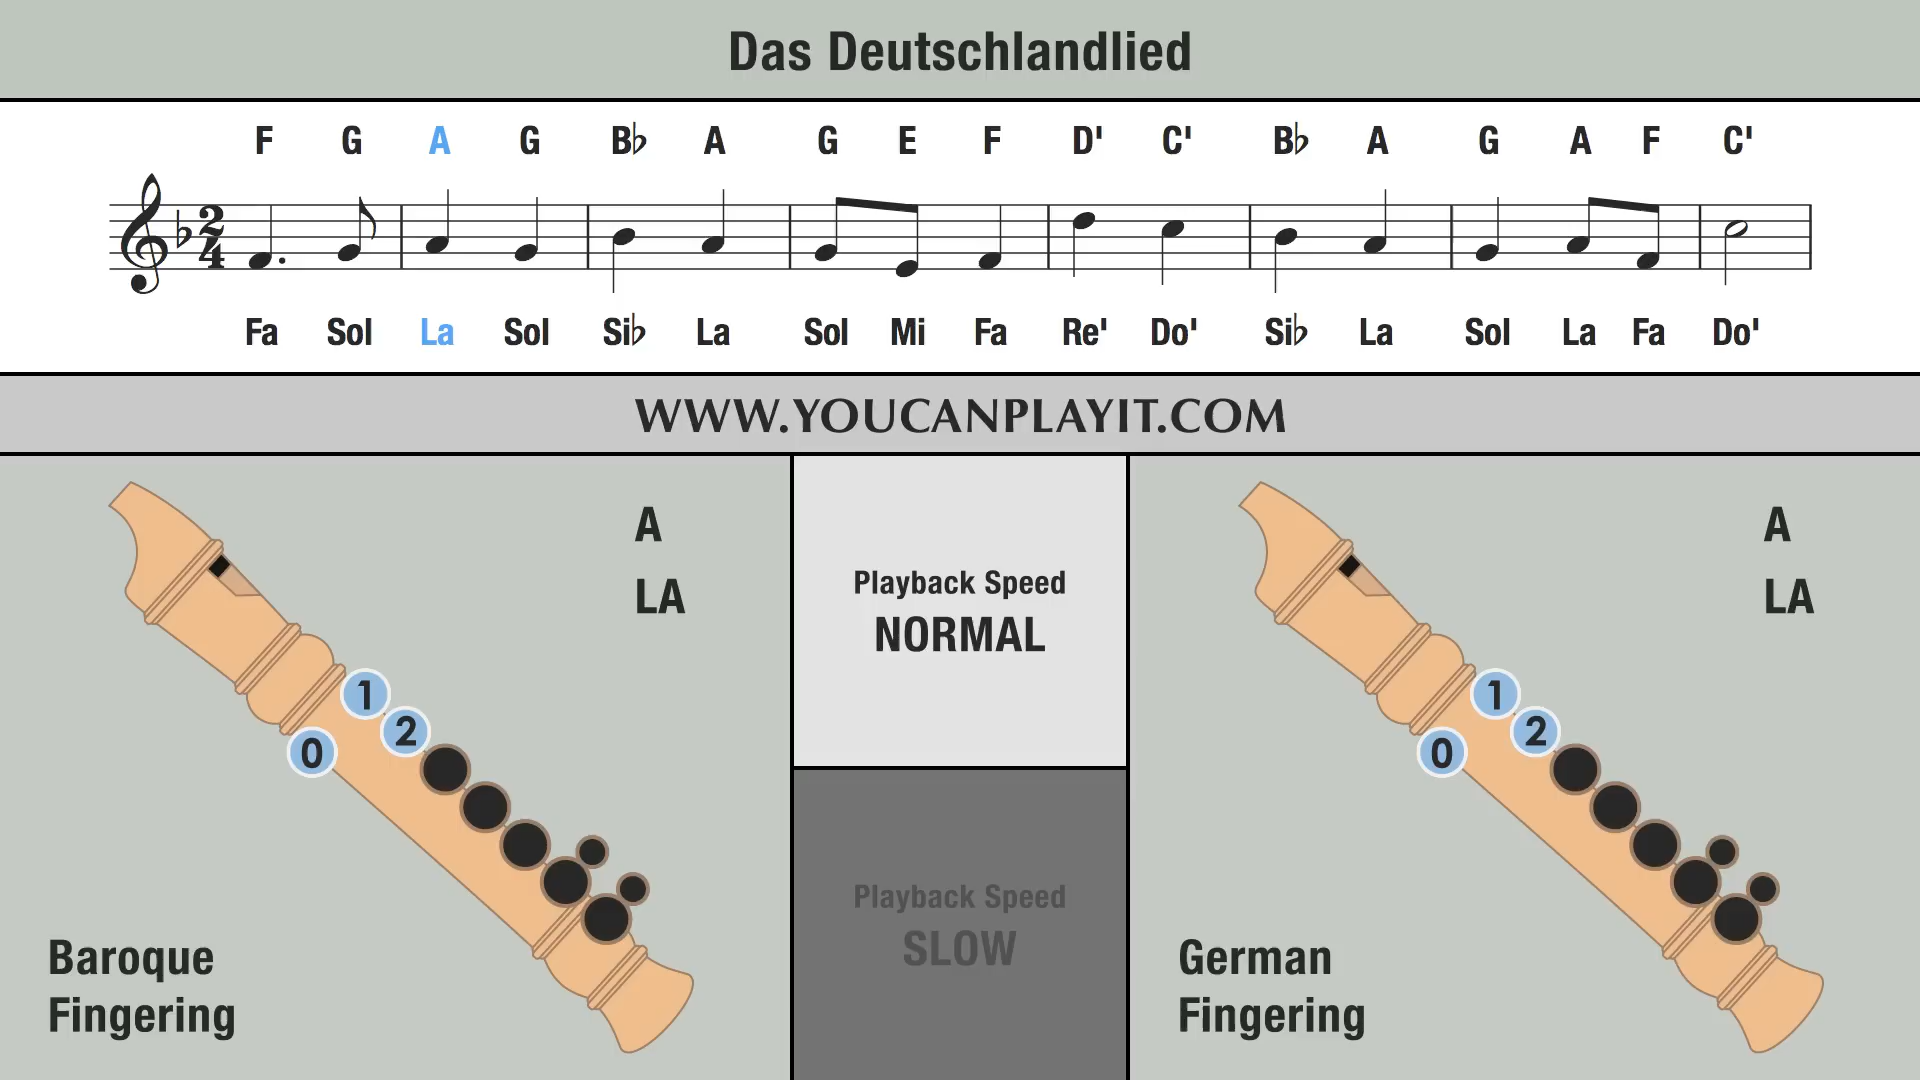 Das Deutschlandlied
F G A G B♭ A G E F D' C' B♭ A G A F C'
2
4
Fa Sol La Sol Si♭ La Sol Mi Fa Re' Do' Si♭ La Sol La Fa Do'
WWW.YOUCANPLAYIT.COM
A
LA
1
2
0
Baroque
Fingering
Playback Speed
NORMAL
Playback Speed
SLOW
A
LA
1
2
0
German
Fingering